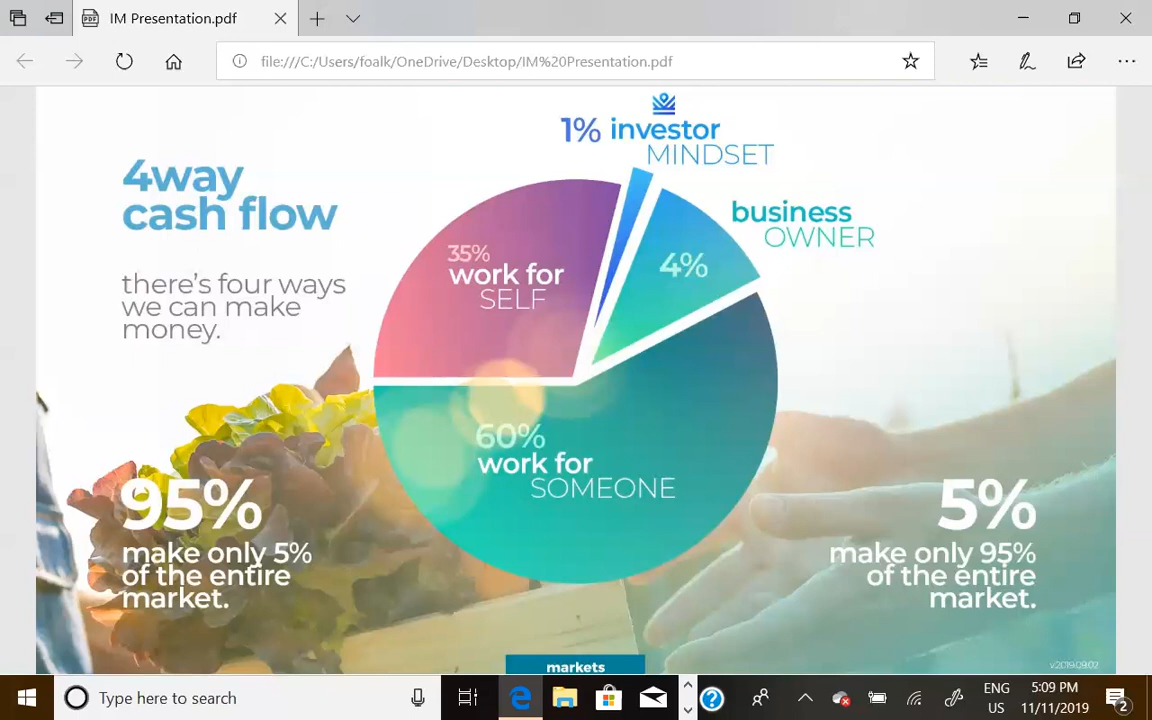 IM Presentation.pdf
file:///C:/Users/foalk/OneDrive/Desktop/IM%20Presentation.pdf
1% investor
MINDSET
4way
cash flow
business
OWNER
there's four ways
we can make
money.
35%
work for
SELF
4%
60%
work for
SOMEONE
95%
make only 5%
of the entire
market.
5%
make only 95%
of the entire
market.
markets
v.2019.09.02
Type here to search
ENG
US
5:09 PM
11/11/2019
2